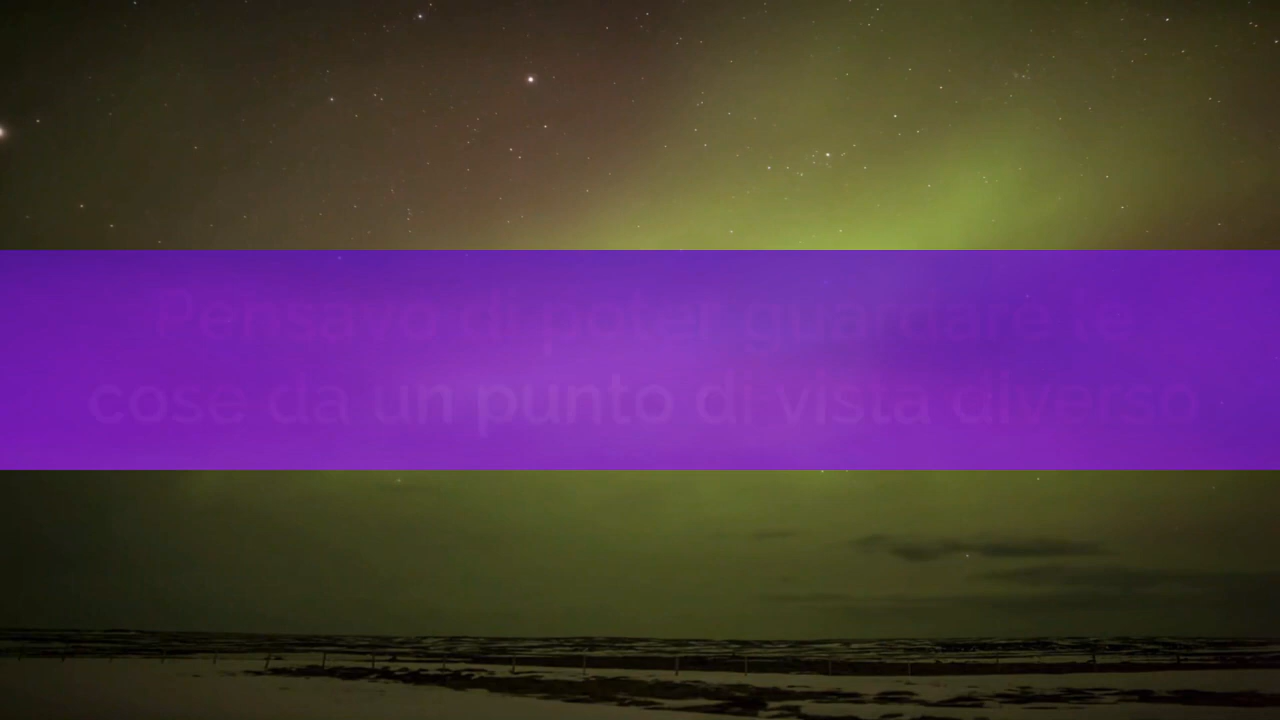 Pensavo di poter guardare le
cose da un punto di vista diverso